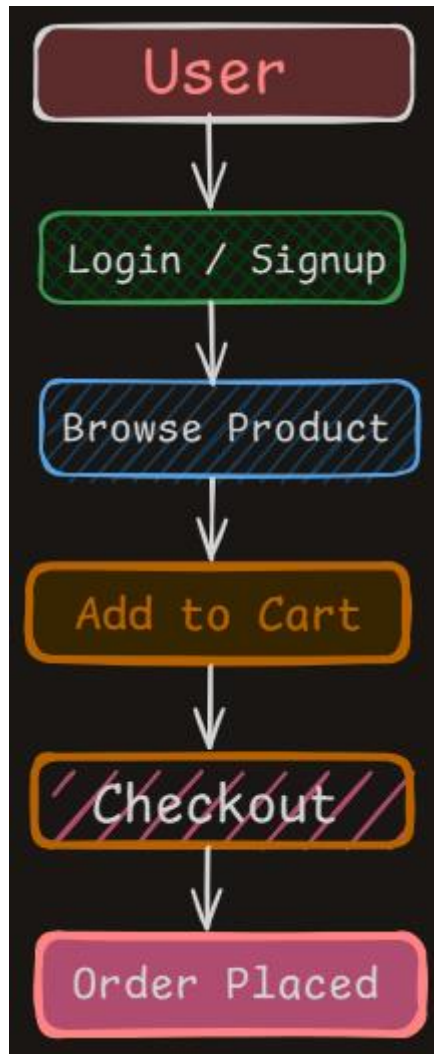 User
Login / Signup
Browse Product
Add to Cart
Checkout
Order Placed